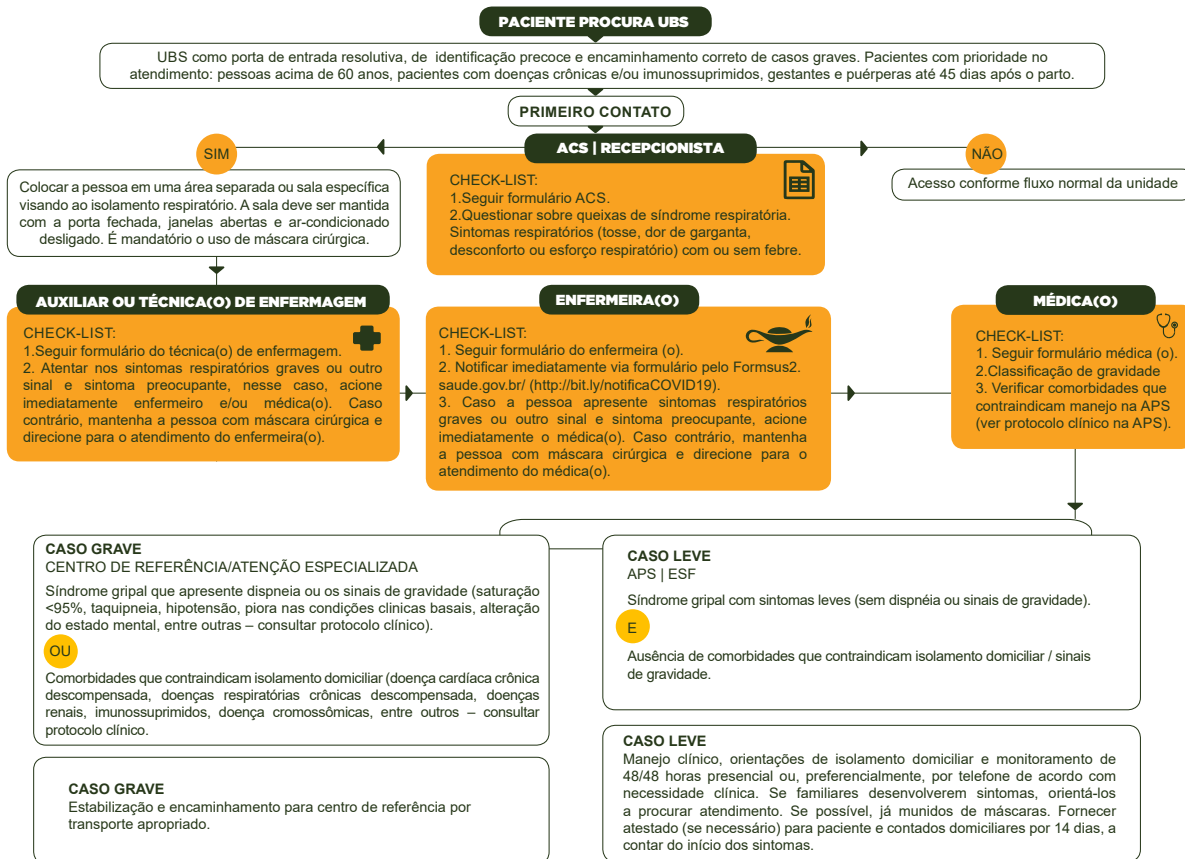 PACIENTE PROCURA UBS
UBS como porta de entrada resolutiva, de identificação precoce e encaminhamento correto de casos graves. Pacientes com prioridade no
atendimento: pessoas acima de 60 anos, pacientes com doenças crônicas e/ou imunossuprimidos, gestantes e puérperas até 45 dias após o parto.
PRIMEIRO CONTATO
SIM
ACS | RECEPCIONISTA
NÃO
Colocar a pessoa em uma área separada ou sala específica
visando ao isolamento respiratório. A sala deve ser mantida
com a porta fechada, janelas abertas e ar-condicionado
desligado. É mandatório o uso de máscara cirúrgica.
CHECK-LIST:
1.Seguir formulário ACS.
2.Questionar sobre queixas de síndrome respiratória.
Sintomas respiratórios (tosse, dor de garganta,
desconforto ou esforço respiratório) com ou sem febre.
Acesso conforme fluxo normal da unidade
AUXILIAR OU TÉCNICA(O) DE ENFERMAGEM
CHECK-LIST:
1.Seguir formulário do técnica(o) de enfermagem.
2. Atentar nos sintomas respiratórios graves ou outro
sinal e sintoma preocupante, nesse caso, acione
imediatamente enfermeiro e/ou médica(o). Caso
contrário, mantenha a pessoa com máscara cirúrgica e
direcione para o atendimento do enfermeira(o).
ENFERMEIRA(O)
CHECK-LIST:
1. Seguir formulário do enfermeira (o).
2. Notificar imediatamente via formulário pelo Formsus2.
saude.gov.br/ (http://bit.ly/notificaCOVID19).
3. Caso a pessoa apresente sintomas respiratórios
graves ou outro sinal e sintoma preocupante, acione
imediatamente o médica(o). Caso contrário, mantenha
a pessoa com máscara cirúrgica e direcione para o
atendimento do médica(o).
MÉDICA(O)
CHECK-LIST:
1. Seguir formulário médica (o).
2.Classificação de gravidade
3. Verificar comorbidades que
contraindicam manejo na APS
(ver protocolo clínico na APS).
CASO GRAVE
CENTRO DE REFERÊNCIA/ATENÇÃO ESPECIALIZADA
Síndrome gripal que apresente dispneia ou os sinais de gravidade (saturação
<95%, taquipneia, hipotensão, piora nas condições clinicas basais, alteração
do estado mental, entre outras – consultar protocolo clínico).
OU
Comorbidades que contraindicam isolamento domiciliar (doença cardíaca crônica
descompensada, doenças respiratórias crônicas descompensada, doenças
renais, imunossuprimidos, doença cromossômicas, entre outros – consultar
protocolo clínico.
CASO LEVE
APS | ESF
Síndrome gripal com sintomas leves (sem dispnéia ou sinais de gravidade).
E
Ausência de comorbidades que contraindicam isolamento domiciliar / sinais
de gravidade.
CASO GRAVE
Estabilização e encaminhamento para centro de referência por
transporte apropriado.
CASO LEVE
Manejo clínico, orientações de isolamento domiciliar e monitoramento de
48/48 horas presencial ou, preferencialmente, por telefone de acordo com
necessidade clínica. Se familiares desenvolverem sintomas, orientá-los
a procurar atendimento. Se possível, já munidos de máscaras. Fornecer
atestado (se necessário) para paciente e contados domiciliares por 14 dias, a
contar do início dos sintomas.